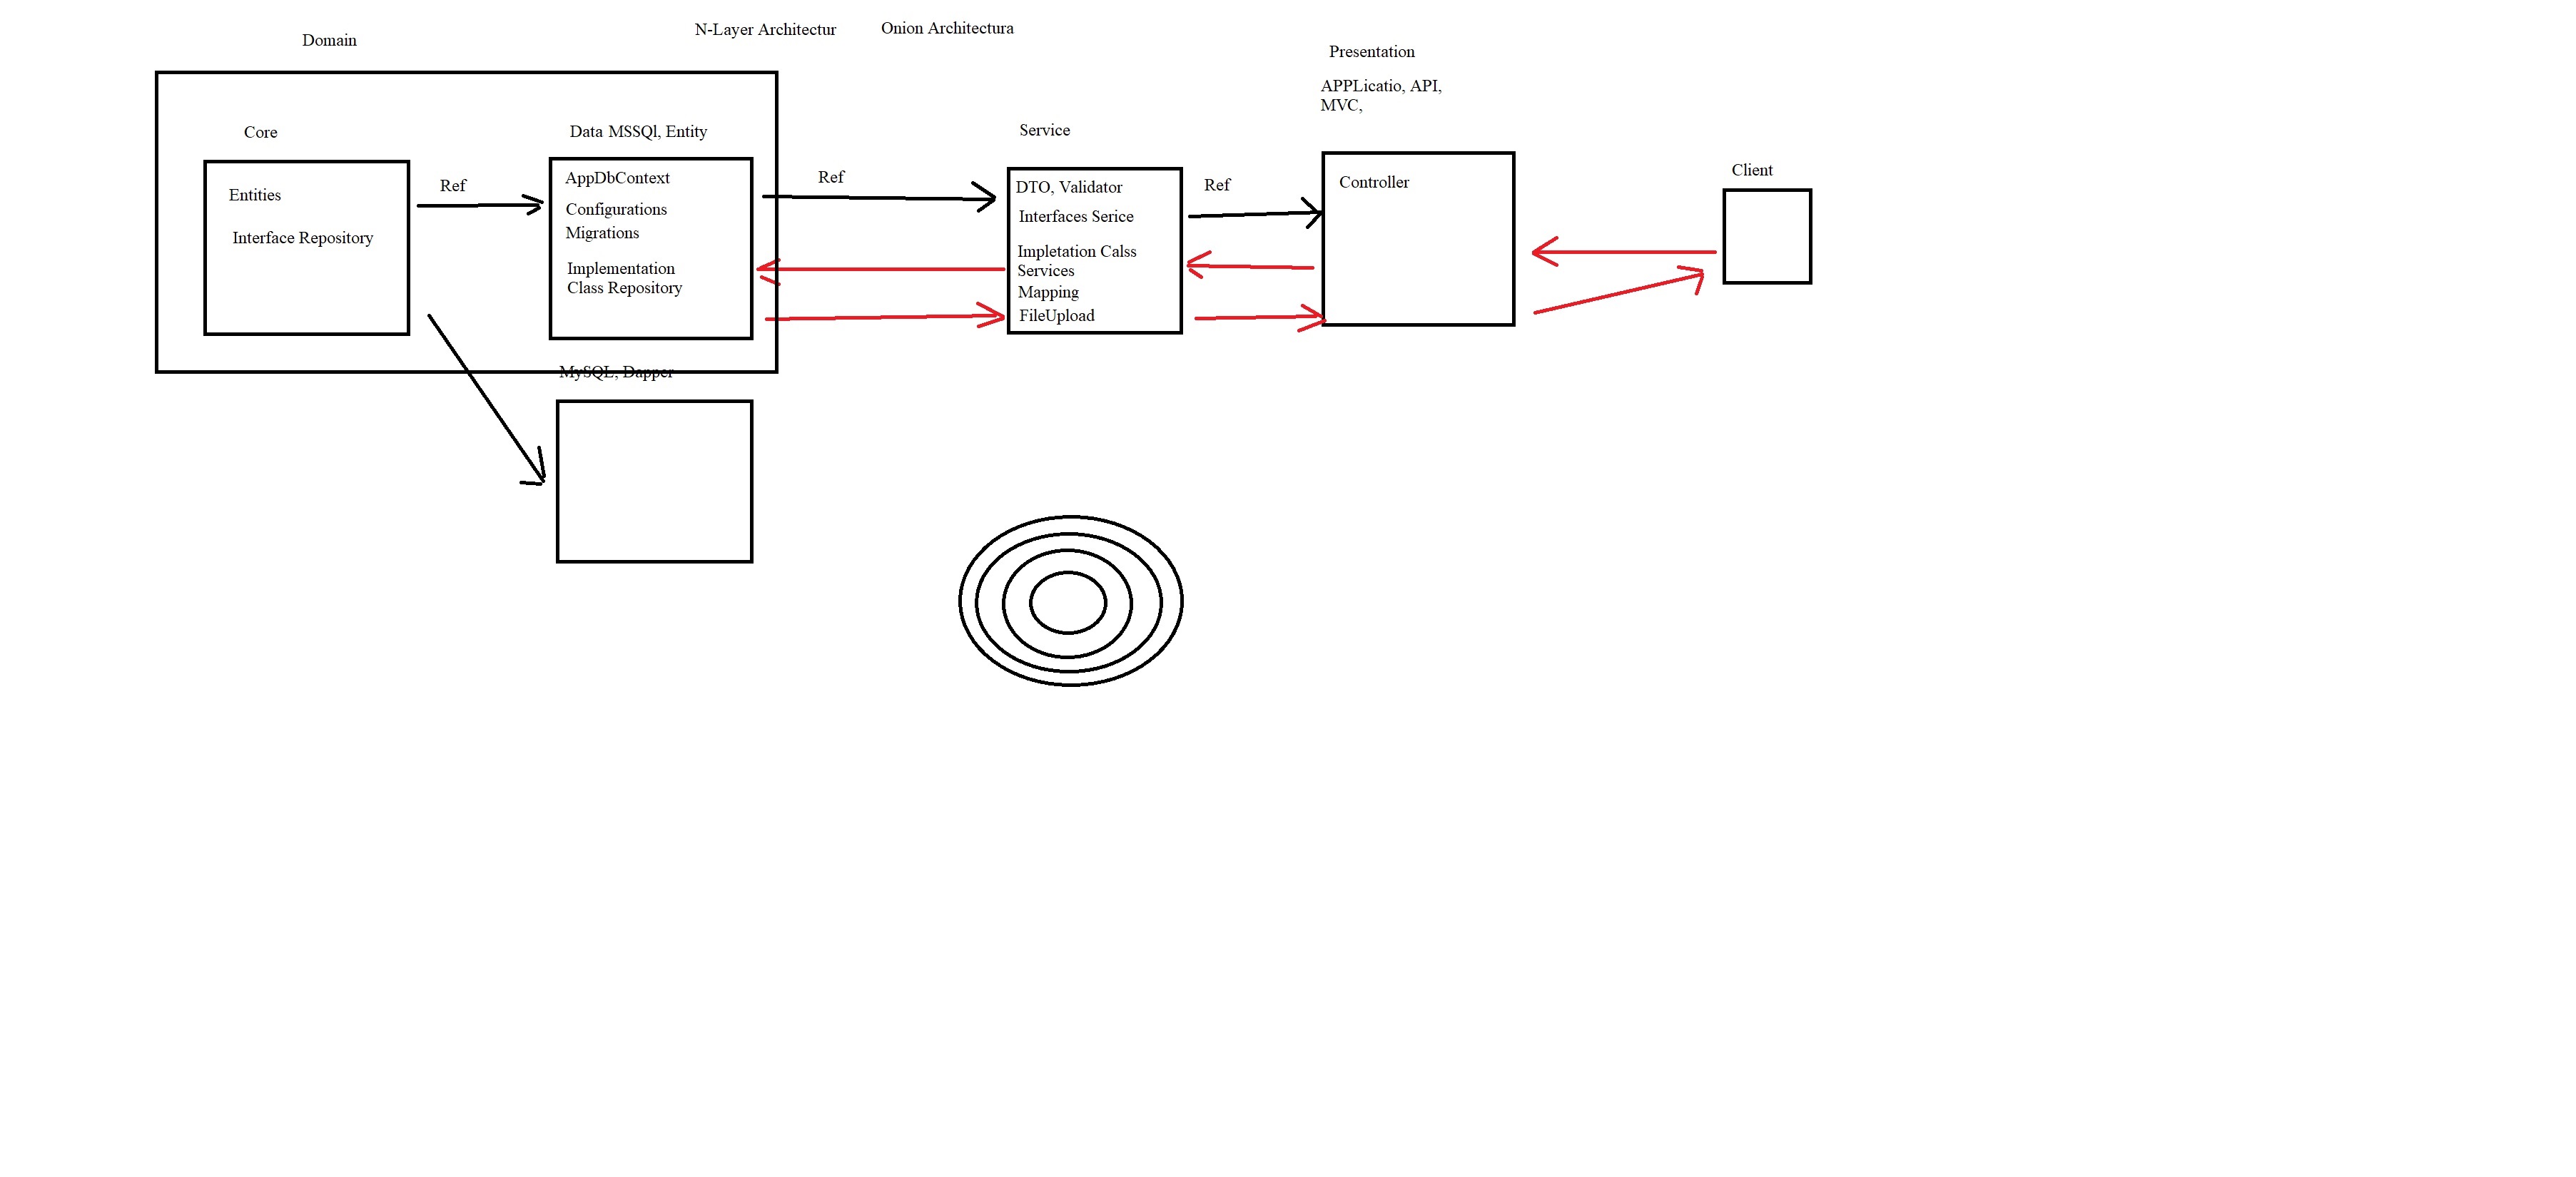 N-Layer Architectur
Onion Architectura
Domain
Core
Entities
Interface Repository
Ref
Data MSSQl, Entity
AppDbContext
Configurations
Migrations
Implementation
Class Repository
MySQL, Dapper
Ref
Service
DTO, Validator
Interfaces Serice
Impletation Calss
Services
Mapping
FileUpload
Ref
Presentation
APPLicatio, API,
MVC,
Controller
Client